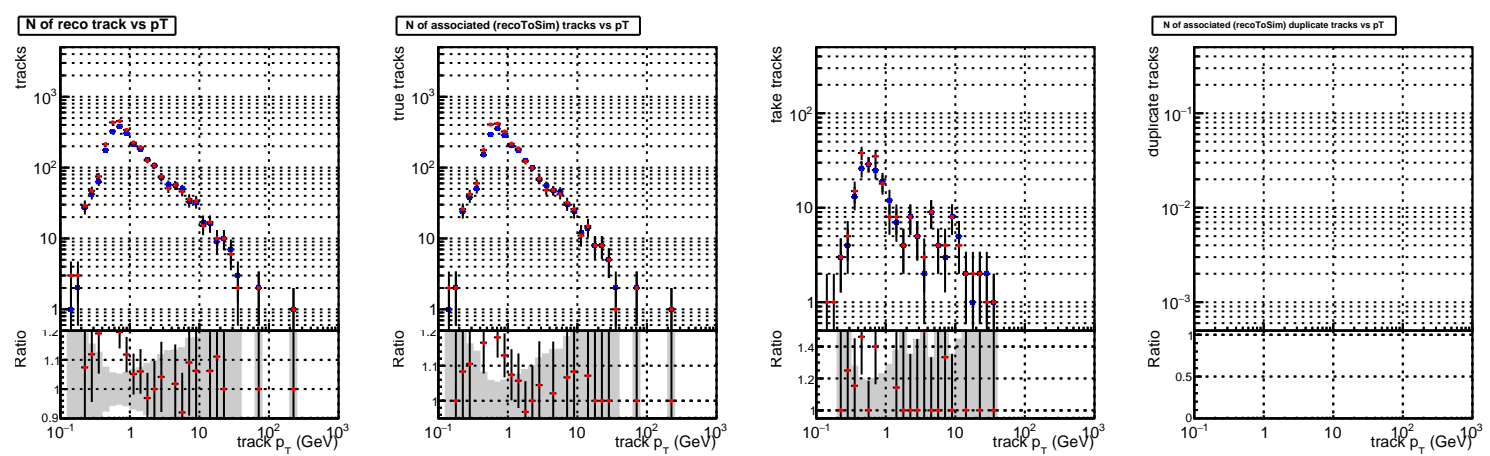 N of reco track vs pT
tracks
10³
10²
10
1
Ratio
1.2
1.1
1
0.9
10⁻¹ 1 10 10² 10³
track p_T (GeV)
N of associated (recoToSim) tracks vs pT
true tracks
10³
10²
10
1
Ratio
1.2
1.1
1
10⁻¹ 1 10 10² 10³
track p_T (GeV)
fake tracks
10²
10
1
Ratio
1.4
1.2
1
10⁻¹ 1 10 10² 10³
track p_T (GeV)
N of associated (recoToSim) duplicate tracks vs pT
duplicate tracks
10⁻¹
10⁻²
10⁻³
Ratio
1
0.5
0
10⁻¹ 1 10 10² 10³
track p_T (GeV)